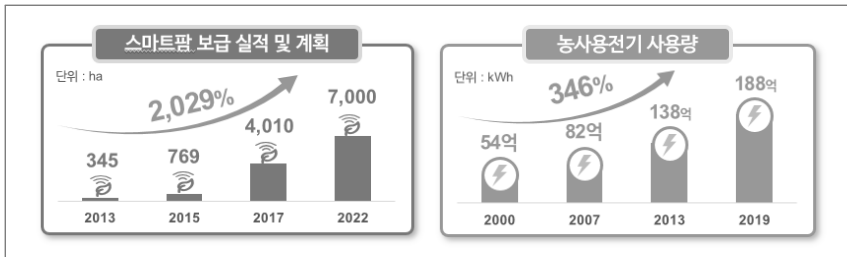 스마트팜 보급 실적 및 계획
단위 : ha
2,029%
345
769
4,010
7,000
2013
2015
2017
2022
농사용전기 사용량
단위 : kWh
346%
54억
82억
138억
188억
2000
2007
2013
2019